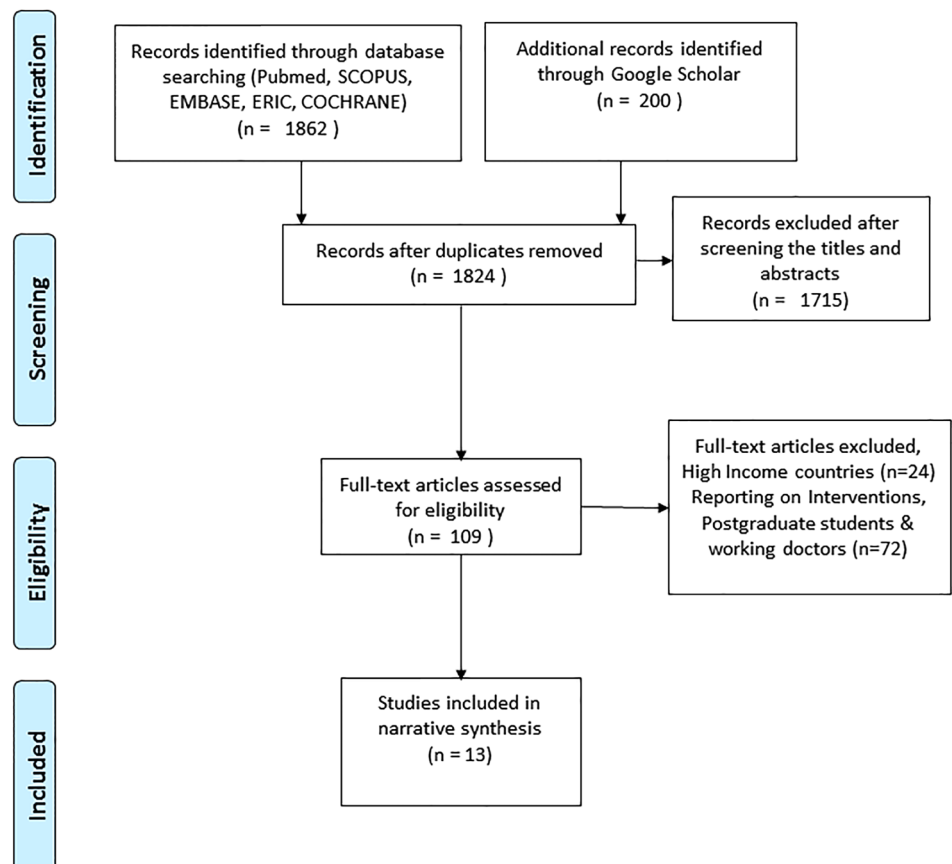 Identification
Records identified through database
searching (Pubmed, SCOPUS,
EMBASE, ERIC, COCHRANE)
(n = 1862 )
Additional records identified
through Google Scholar
(n = 200 )
Screening
Records after duplicates removed
(n = 1824 )
Records excluded after
screening the titles and
abstracts
(n = 1715)
Eligibility
Full-text articles assessed
for eligibility
(n = 109 )
Full-text articles excluded,
High Income countries (n=24)
Reporting on Interventions,
Postgraduate students &
working doctors (n=72)
Included
Studies included in
narrative synthesis
(n = 13)